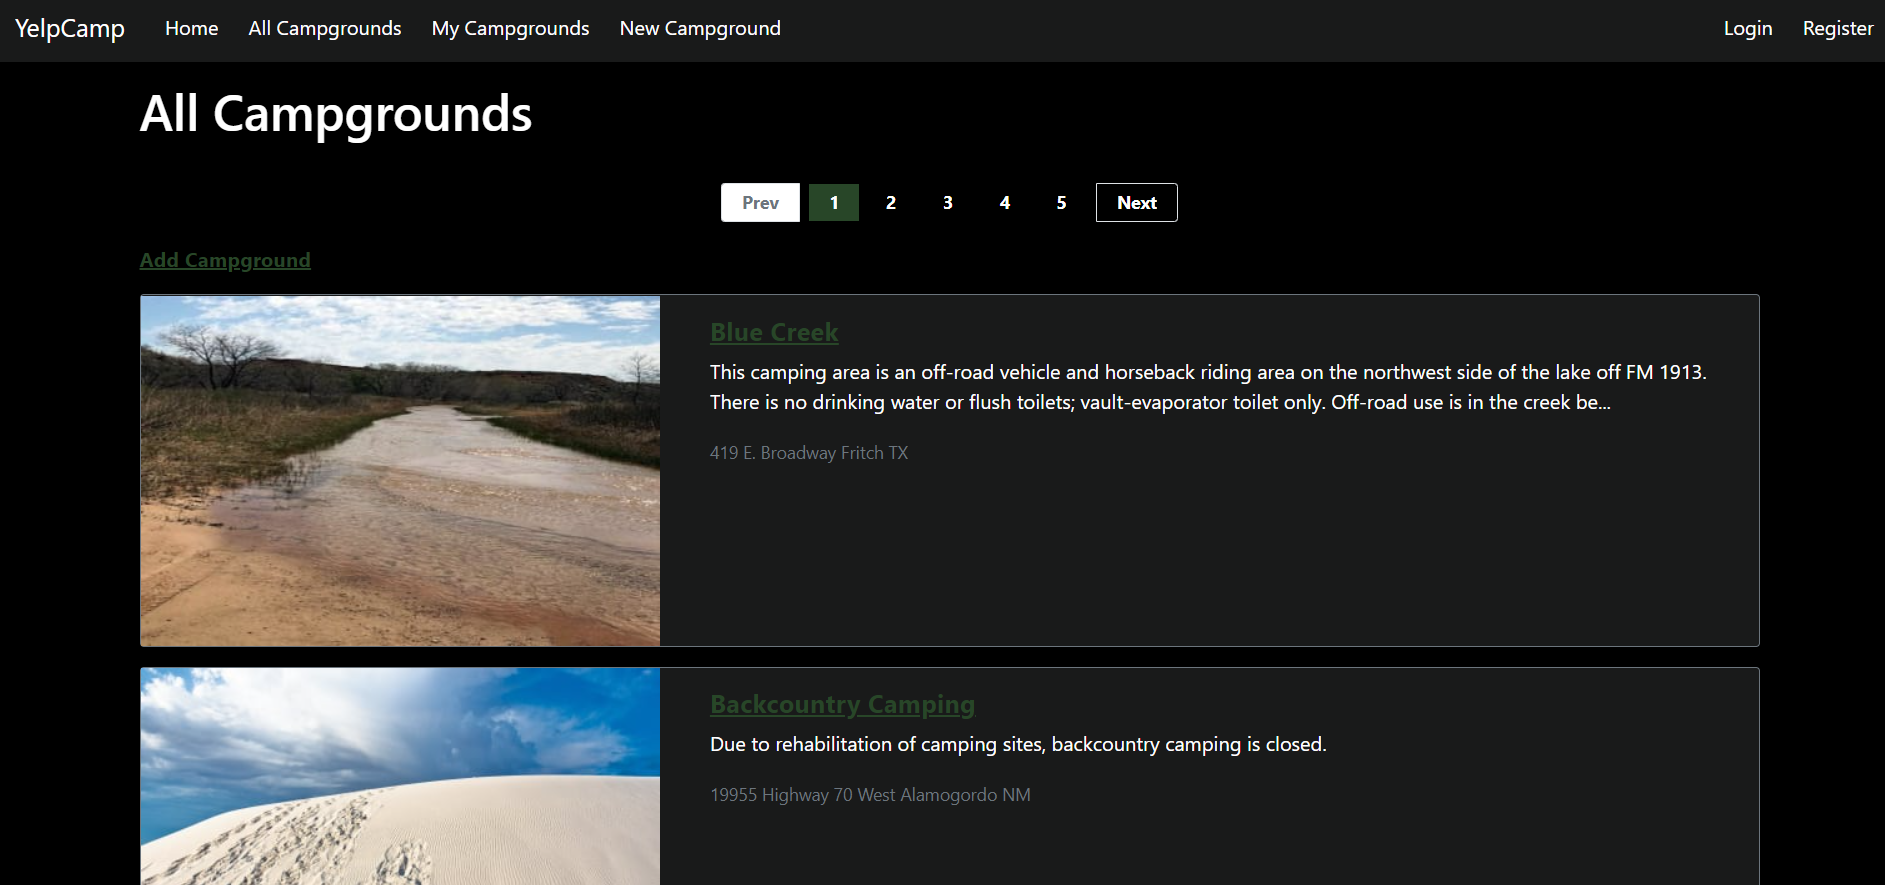 YelpCamp Home All Campgrounds My Campgrounds New Campground Login Register
All Campgrounds
Prev 1 2 3 4 5 Next
Add Campground
Blue Creek
This camping area is an off-road vehicle and horseback riding area on the northwest side of the lake off FM 1913.
There is no drinking water or flush toilets; vault-evaporator toilet only. Off-road use is in the creek be...
419 E. Broadway Fritch TX
Backcountry Camping
Due to rehabilitation of camping sites, backcountry camping is closed.
19955 Highway 70 West Alamogordo NM